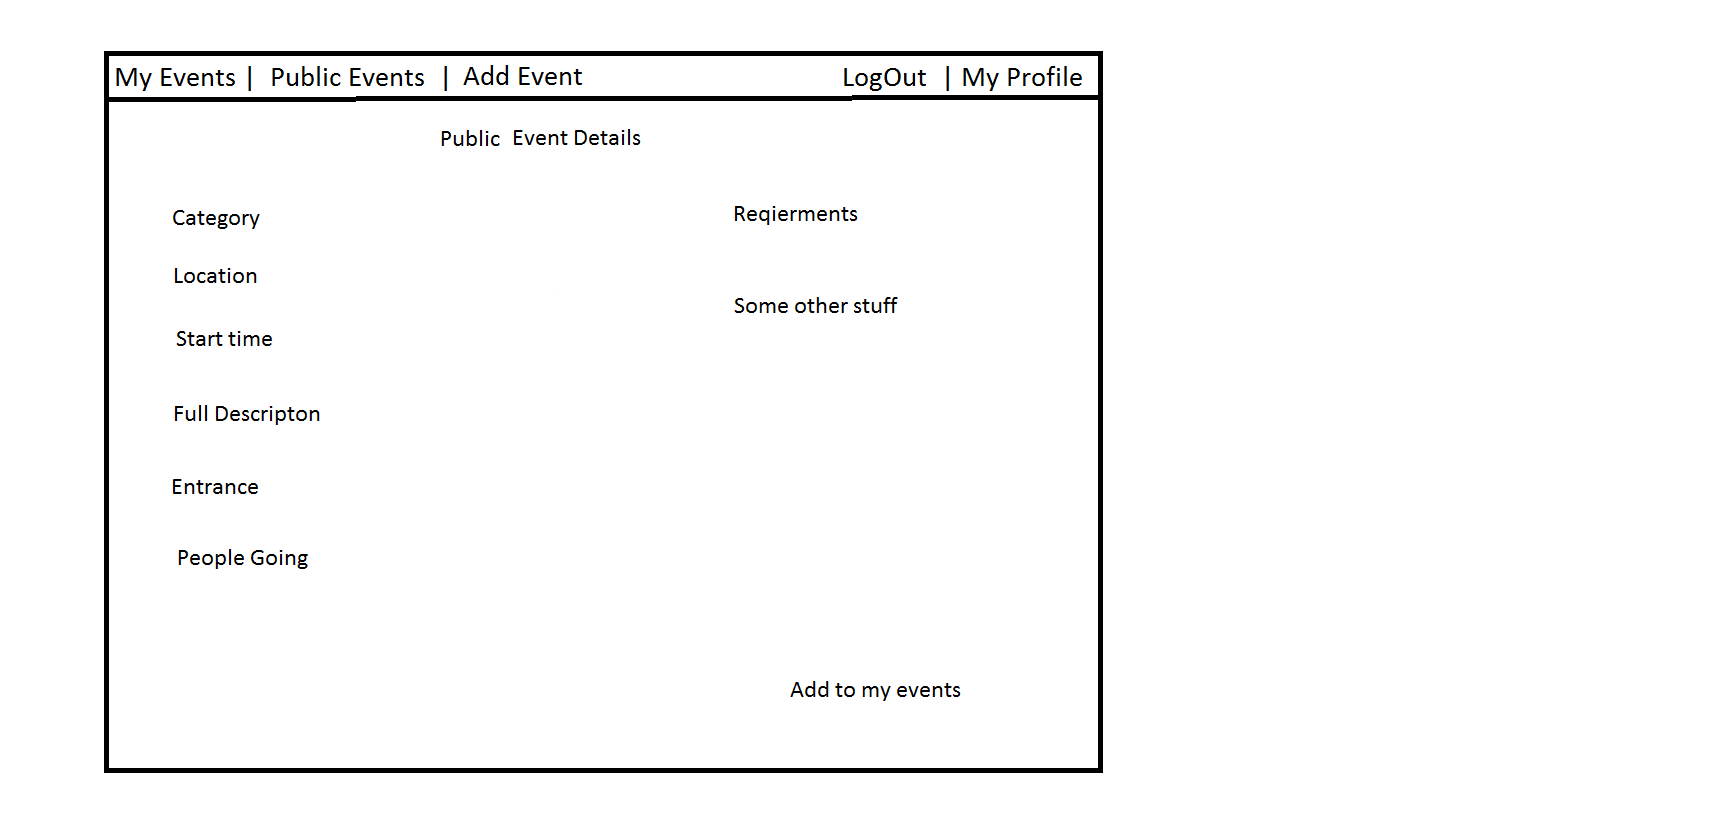 My Events | Public Events | Add Event LogOut | My Profile
Public Event Details
Category
Location
Start time
Full Descripton
Entrance
People Going
Reqierments
Some other stuff
Add to my events